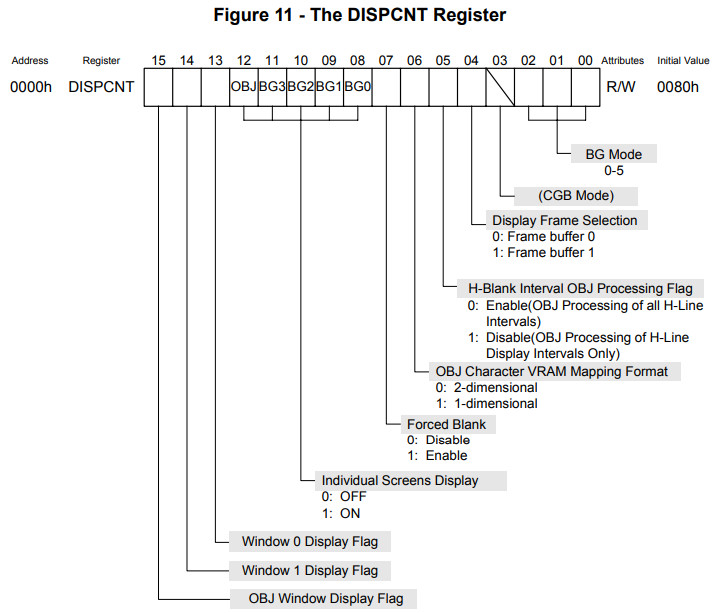 Figure 11 - The DISPCNT Register
Address Register 15 14 13 12 11 10 09 08 07 06 05 04 03 02 01 00 Attributes Initial Value
0000h DISPCNT OBJ BG3 BG2 BG1 BG0 R/W 0080h
BG Mode
0-5
(CGB Mode)
Display Frame Selection
0: Frame buffer 0
1: Frame buffer 1
H-Blank Interval OBJ Processing Flag
0: Enable(OBJ Processing of all H-Line
Intervals)
1: Disable(OBJ Processing of H-Line
Display Intervals Only)
OBJ Character VRAM Mapping Format
0: 2-dimensional
1: 1-dimensional
Forced Blank
0: Disable
1: Enable
Individual Screens Display
0: OFF
1: ON
Window 0 Display Flag
Window 1 Display Flag
OBJ Window Display Flag